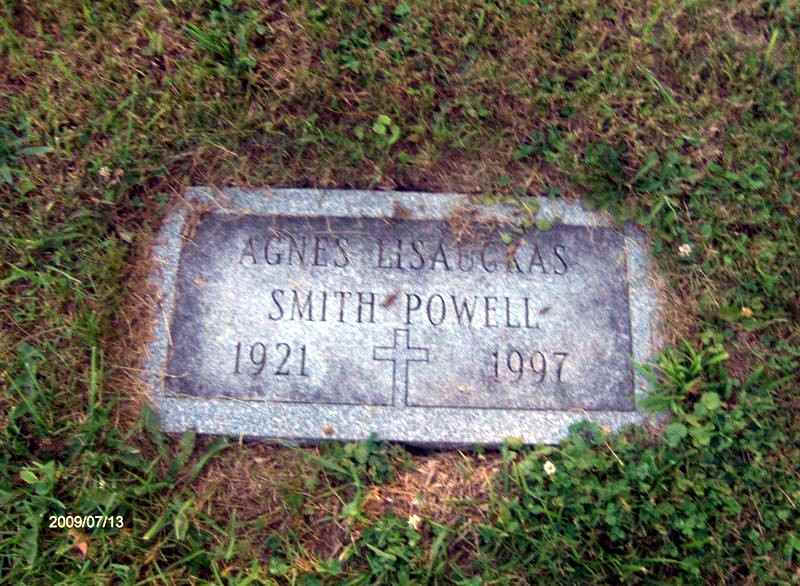 AGNES LISAUCKAS
SMITH POWELL
1921 1997
2009/07/13